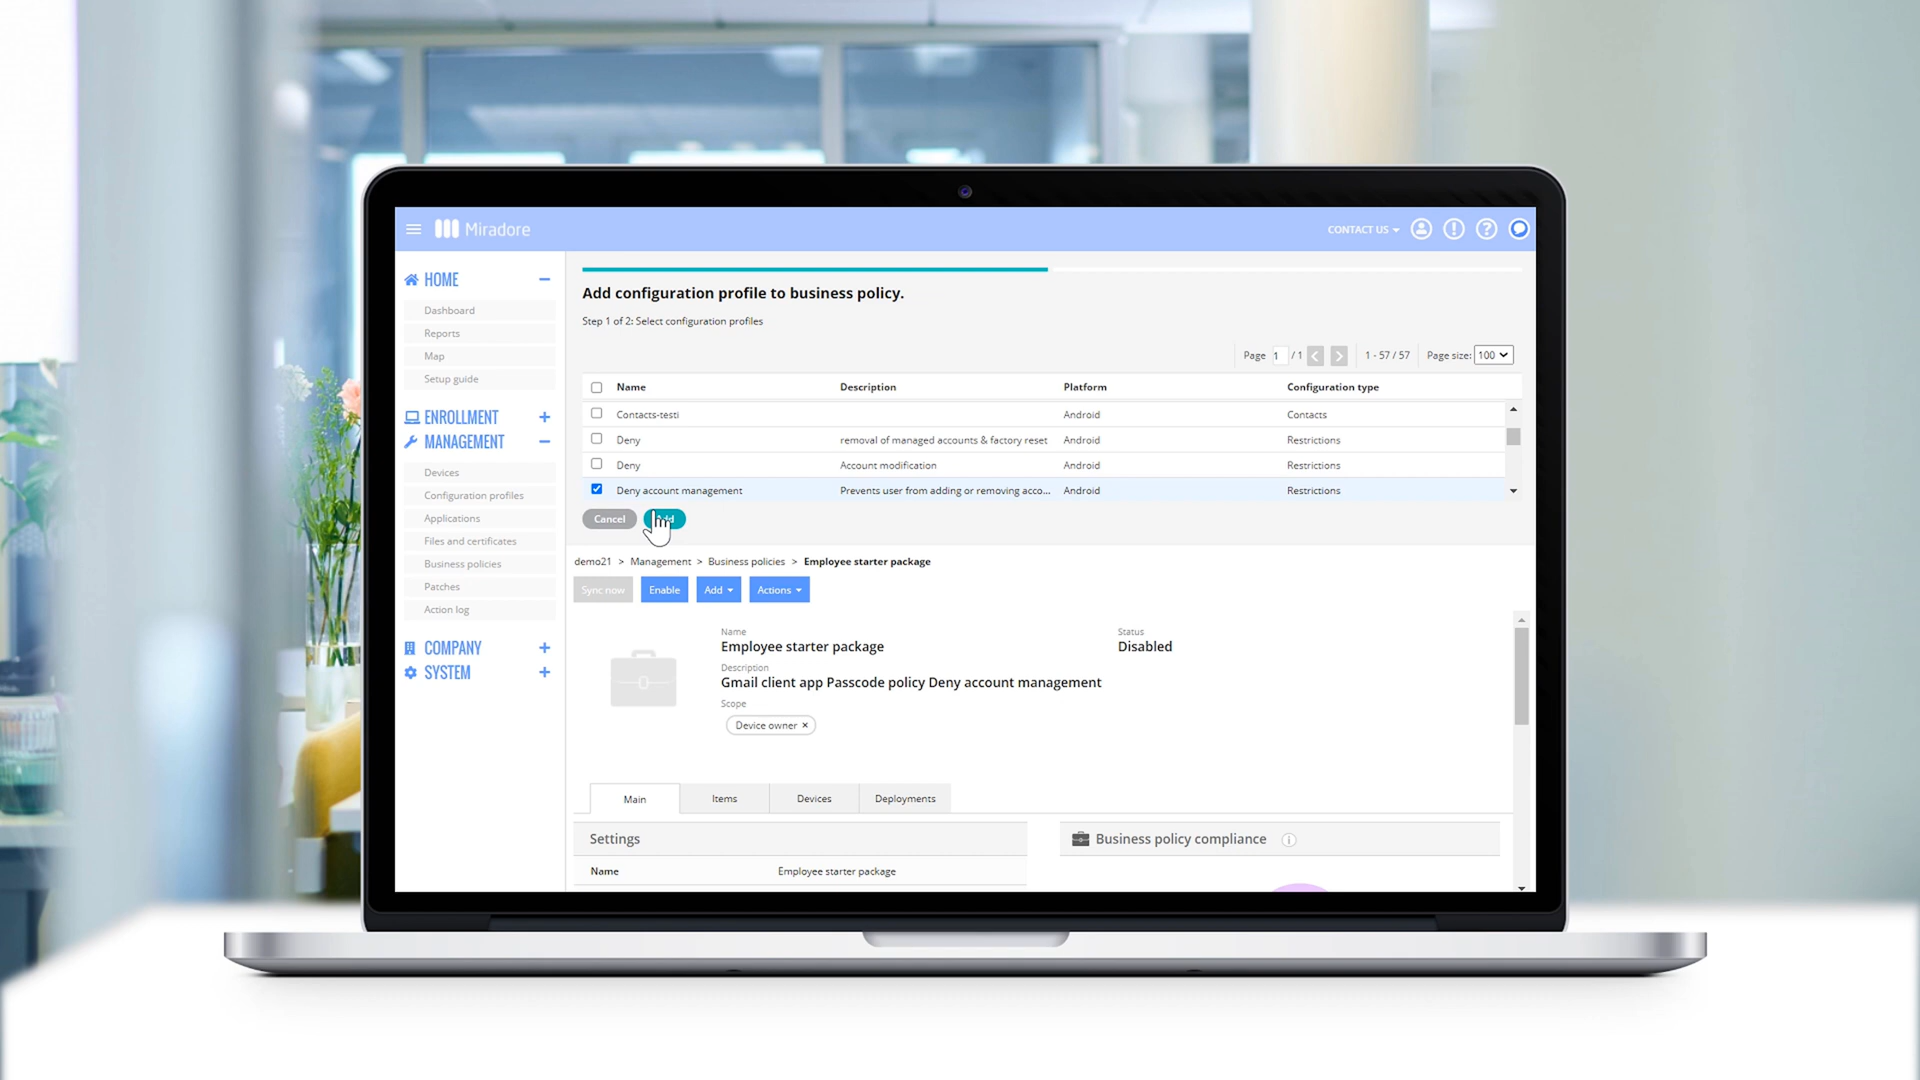 Miradore
CONTACT US
HOME
Dashboard
Reports
Map
Setup guide
ENROLLMENT
MANAGEMENT
Devices
Configuration profiles
Applications
Files and certificates
Business policies
Patches
Action log
COMPANY
SYSTEM
Add configuration profile to business policy.
Step 1 of 2: Select configuration profiles
Page 1 / 1 1 - 57 / 57 Page size: 100
Name Description Platform Configuration type
Contacts-testi Android Contacts
Deny removal of managed accounts & factory reset Android Restrictions
Deny Account modification Android Restrictions
Deny account management Prevents user from adding or removing acco... Android Restrictions
Cancel
demo21 > Management > Business policies > Employee starter package
Sync now Enable Add Actions
Name
Employee starter package
Status
Disabled
Description
Gmail client app Passcode policy Deny account management
Scope
Device owner ×
Main Items Devices Deployments
Settings
Name Employee starter package
Business policy compliance